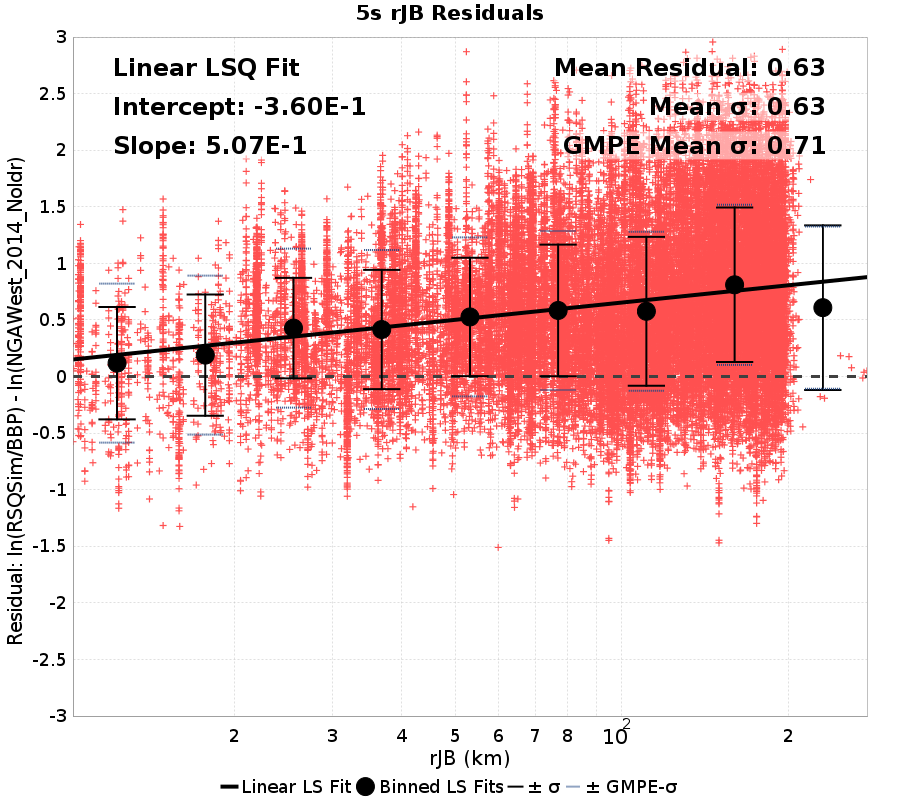 5s rJB Residuals
Linear LSQ Fit
Intercept: -3.60E-1
Slope: 5.07E-1
Mean Residual: 0.63
Mean σ: 0.63
GMPE Mean σ: 0.71
Residual: ln(RSQSim/BBP) - ln(NGAWest_2014_NoIdr)
3
2.5
2
1.5
1
0.5
0
-0.5
-1
-1.5
-2
-2.5
-3
2 3 4 5 6 7 8 10^2 2
rJB (km)
Linear LS Fit Binned LS Fits ± σ ± GMPE-σ